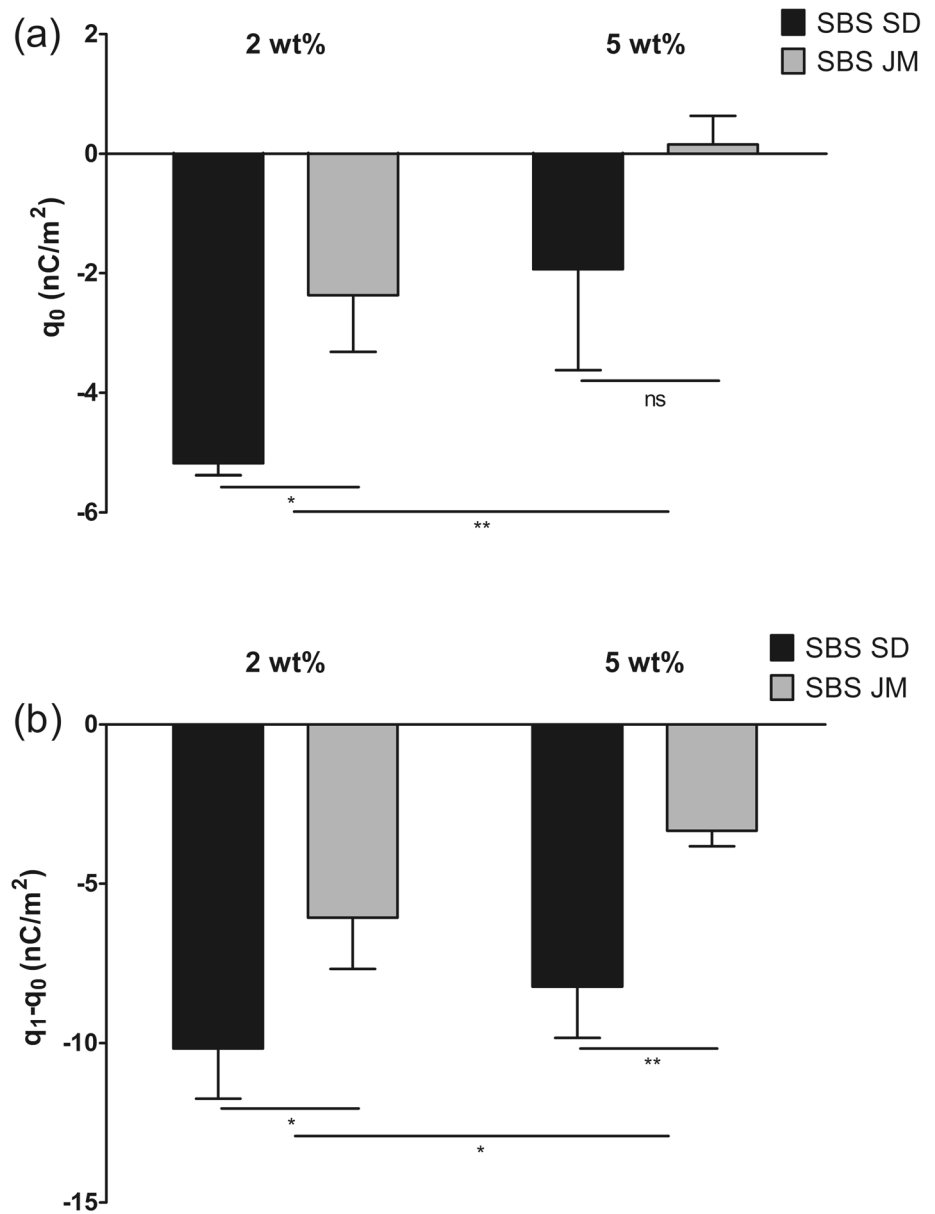 (a)
2 wt%
5 wt%
SBS SD
SBS JM
2
0
-2
-4
-6
q₀ (nC/m²)
*
**
ns
2 wt%
5 wt%
SBS SD
SBS JM
(b)
0
-5
-10
-15
q₁-q₀ (nC/m²)
**
*
*